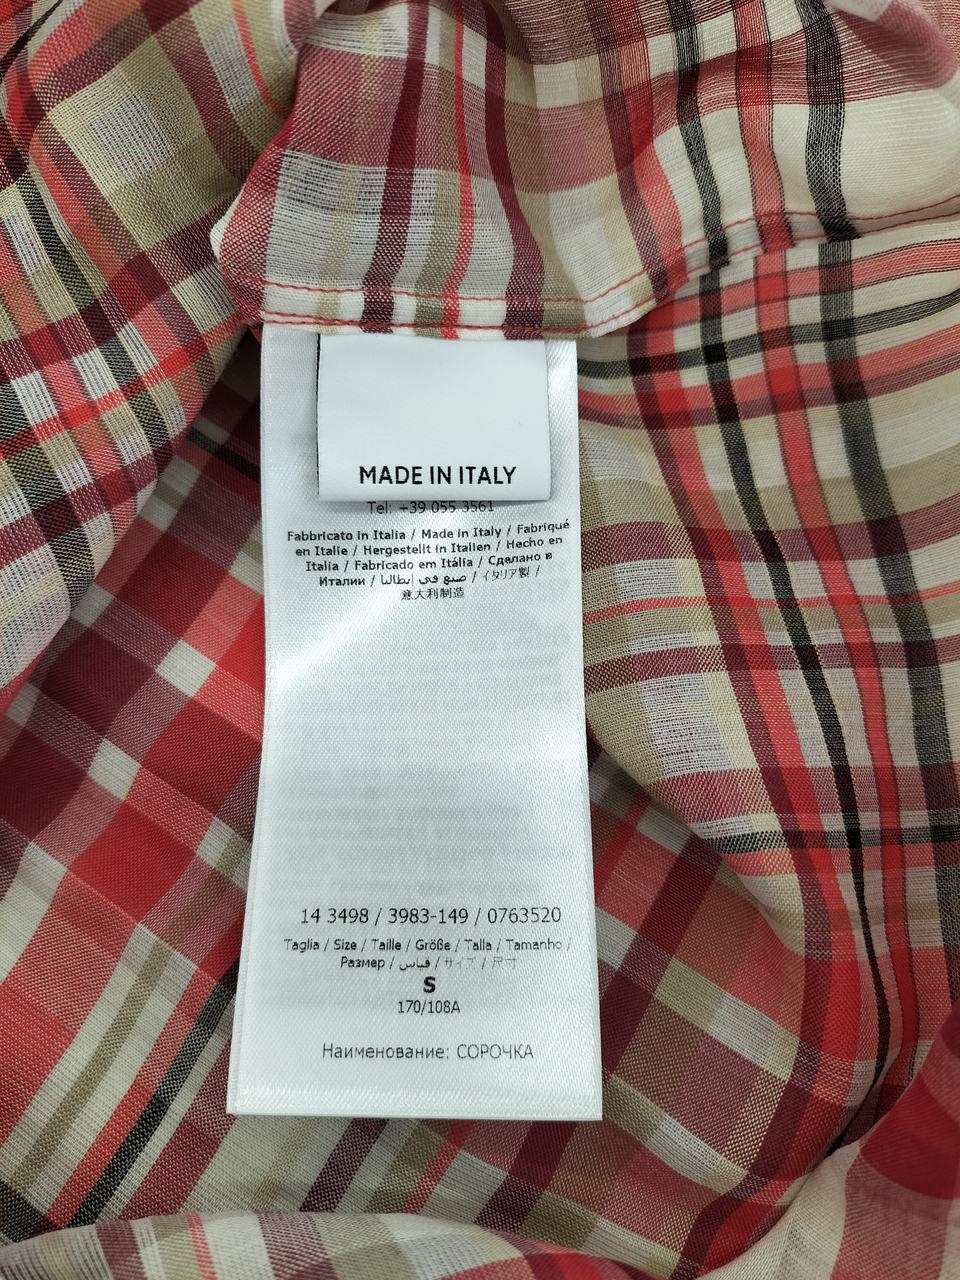 MADE IN ITALY
Tel: +39 055 3561
Fabbricato in Italia / Made in Italy / Fabriqué
en Italie / Hergestellt in Italien / Hecho en
Italia / Fabricado em Itália / Сделано в
Италии / صنع في إيطاليا / イタリア製 /
意大利制造
14 3498 / 3983-149 / 0763520
Taglia / Size / Taille / Größe / Talla / Tamanho /
Размер / قياس / サイズ / 尺寸
S
170/108A
Наименование: СОРОЧКА